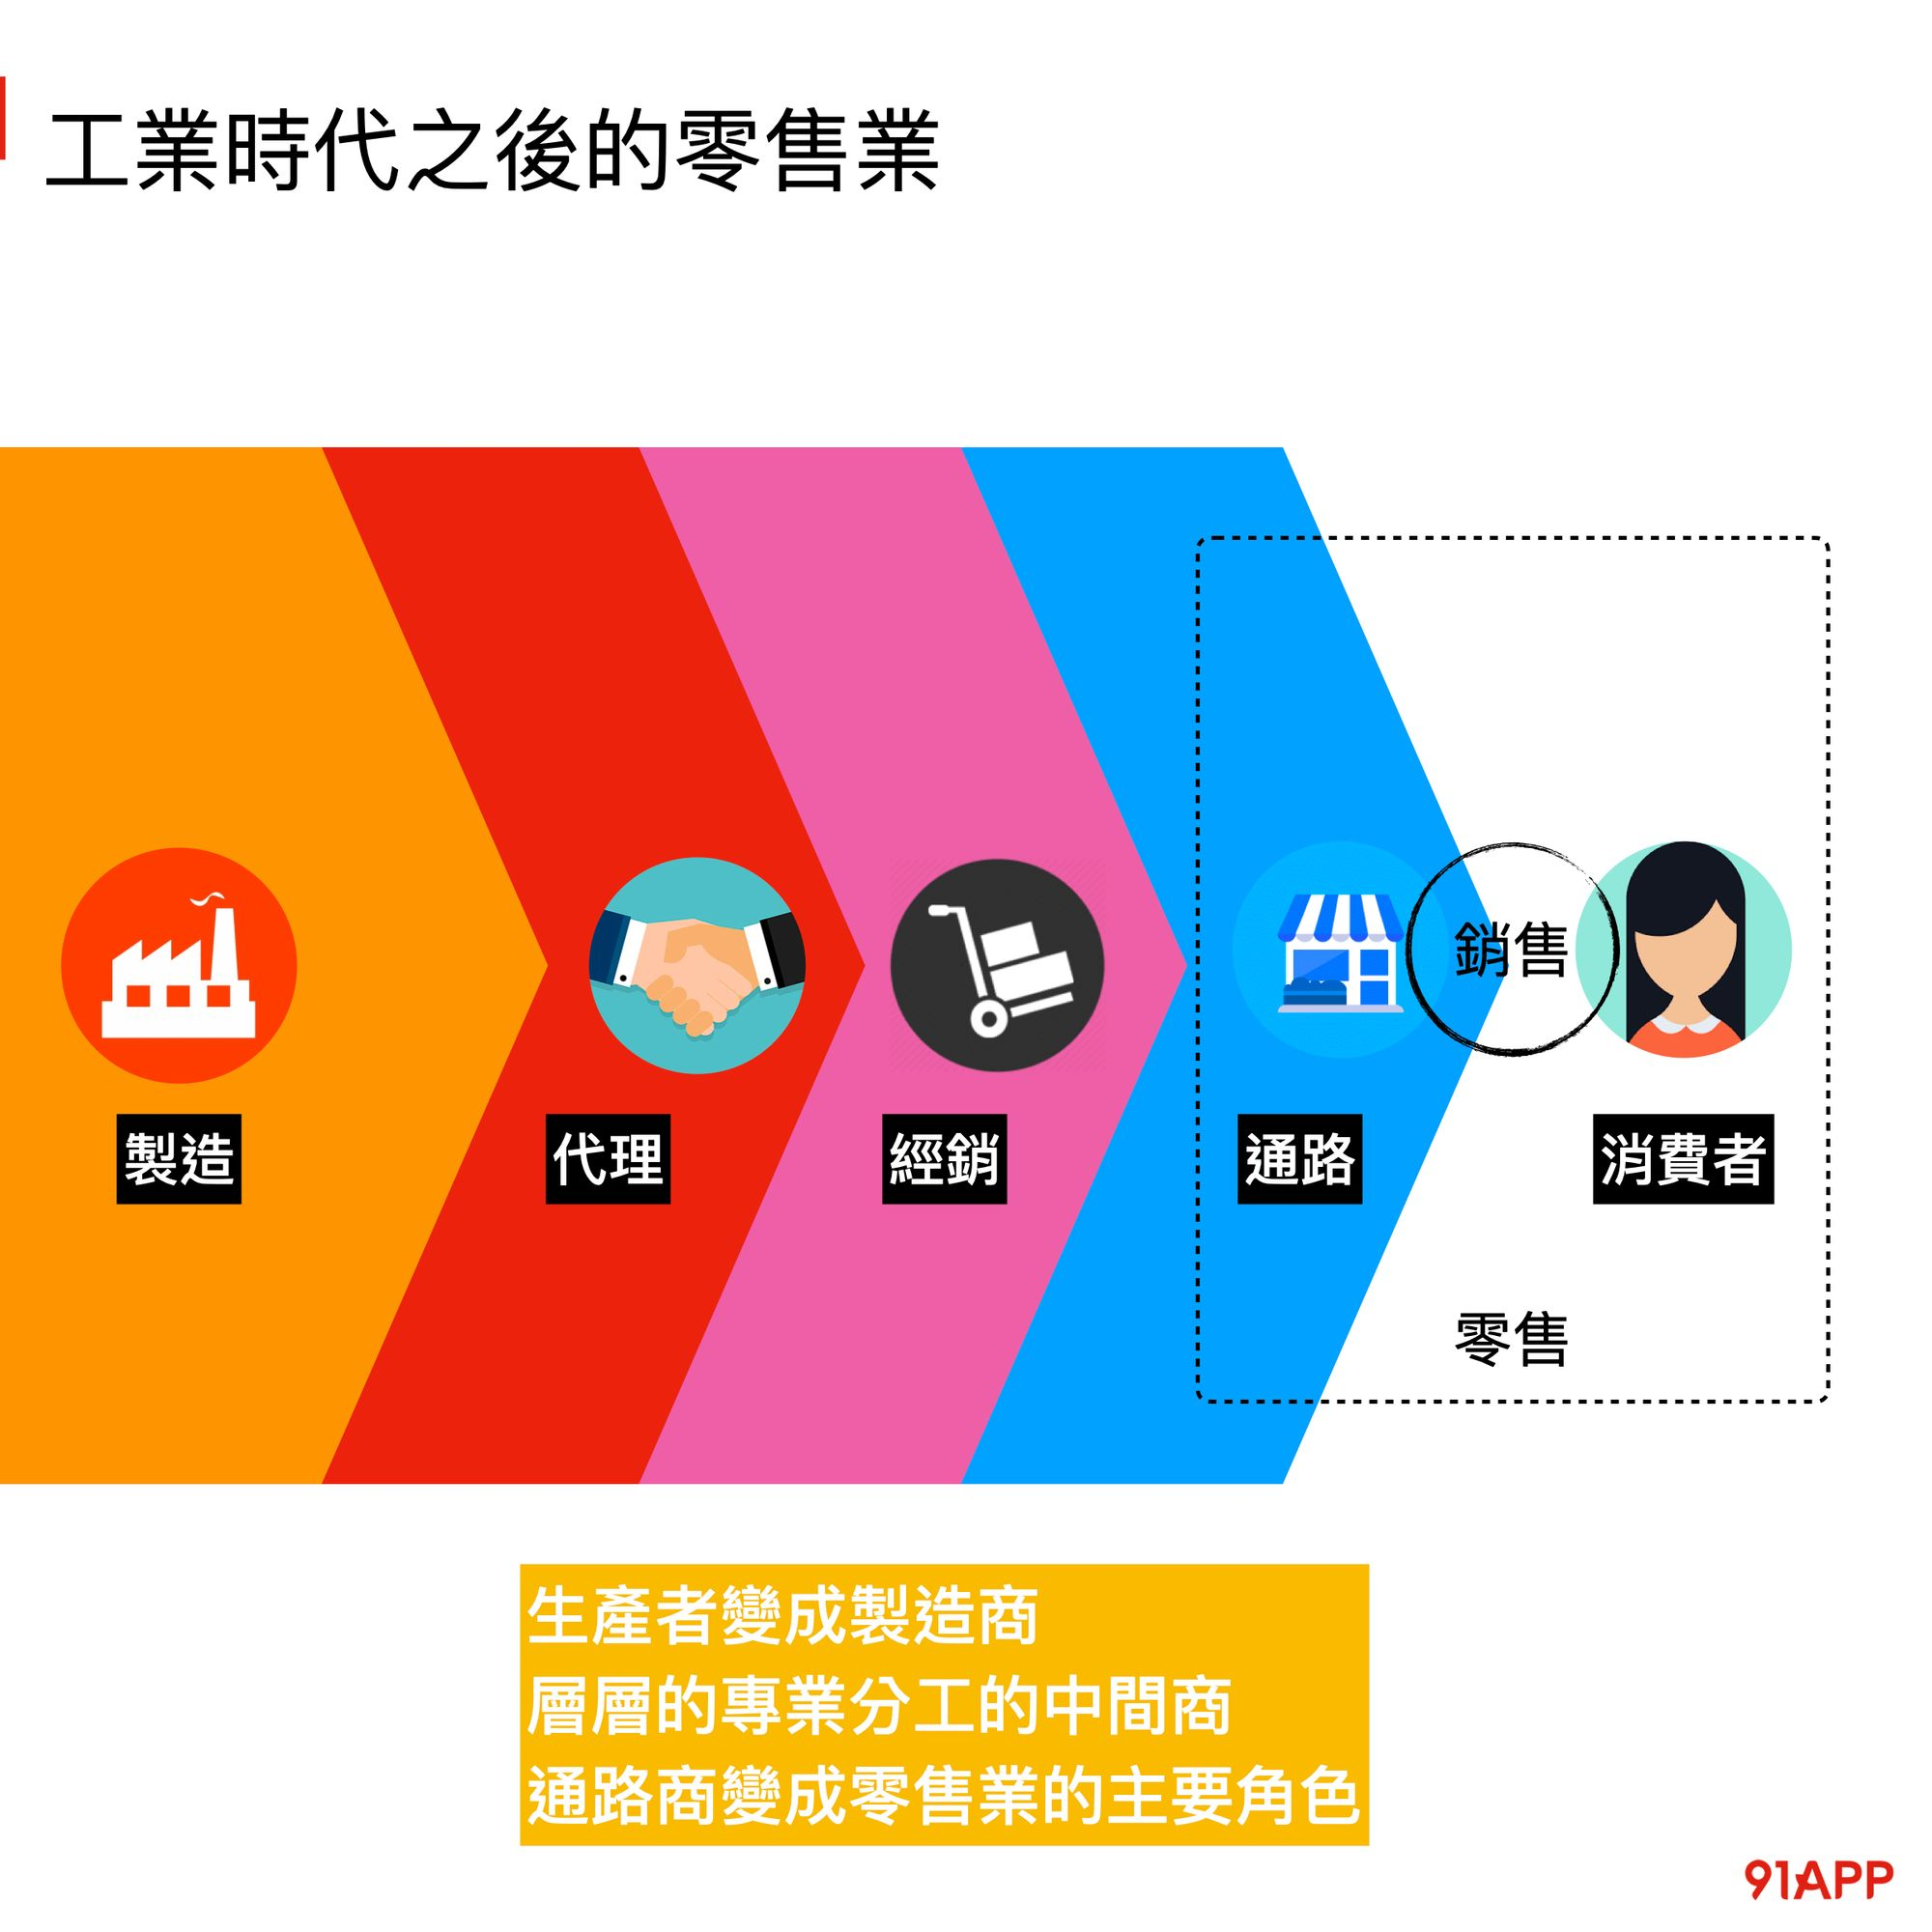 工業時代之後的零售業
銷售
製造
代理
經銷
通路
消費者
零售
生產者變成製造商
層層的專業分工的中間商
通路商變成零售業的主要角色
91APP